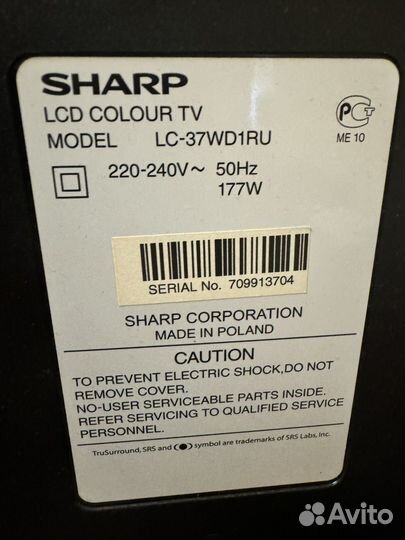 SHARP
LCD COLOUR TV
MODEL LC-37WD1RU
220-240V~ 50Hz
177W
ME 10
SERIAL No. 709913704
SHARP CORPORATION
MADE IN POLAND
CAUTION
TO PREVENT ELECTRIC SHOCK,DO NOT
REMOVE COVER.
NO-USER SERVICEABLE PARTS INSIDE.
REFER SERVICING TO QUALIFIED SERVICE
PERSONNEL.
TruSurround, SRS and symbol are trademarks of SRS Labs, Inc.
Avito